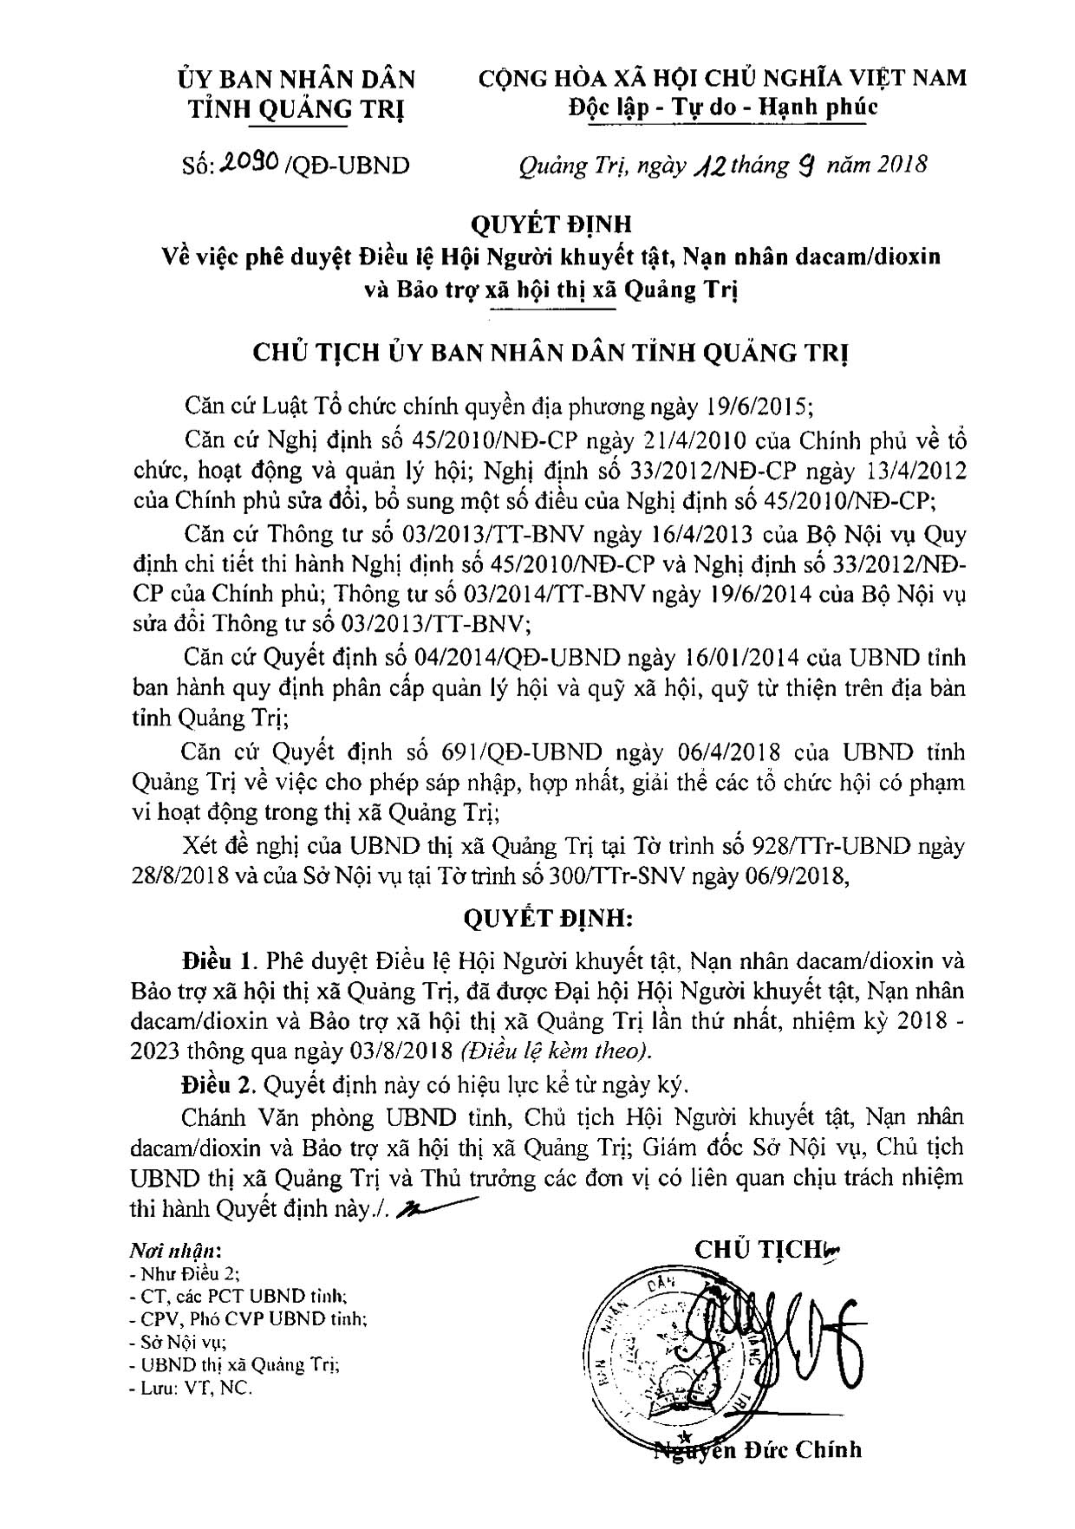 ỦY BAN NHÂN DÂN
TỈNH QUẢNG TRỊ
CỘNG HÒA XÃ HỘI CHỦ NGHĨA VIỆT NAM
Độc lập - Tự do - Hạnh phúc
Số: 2090 /QĐ-UBND
Quảng Trị, ngày 12 tháng 9 năm 2018
QUYẾT ĐỊNH
Về việc phê duyệt Điều lệ Hội Người khuyết tật, Nạn nhân dacam/dioxin
và Bảo trợ xã hội thị xã Quảng Trị
CHỦ TỊCH ỦY BAN NHÂN DÂN TỈNH QUẢNG TRỊ
Căn cứ Luật Tổ chức chính quyền địa phương ngày 19/6/2015;
Căn cứ Nghị định số 45/2010/NĐ-CP ngày 21/4/2010 của Chính phủ về tổ
chức, hoạt động và quản lý hội; Nghị định số 33/2012/NĐ-CP ngày 13/4/2012
của Chính phủ sửa đổi, bổ sung một số điều của Nghị định số 45/2010/NĐ-CP;
Căn cứ Thông tư số 03/2013/TT-BNV ngày 16/4/2013 của Bộ Nội vụ Quy
định chi tiết thi hành Nghị định số 45/2010/NĐ-CP và Nghị định số 33/2012/NĐ-
CP của Chính phủ; Thông tư số 03/2014/TT-BNV ngày 19/6/2014 của Bộ Nội vụ
sửa đổi Thông tư số 03/2013/TT-BNV;
Căn cứ Quyết định số 04/2014/QĐ-UBND ngày 16/01/2014 của UBND tỉnh
ban hành quy định phân cấp quản lý hội và quỹ xã hội, quỹ từ thiện trên địa bàn
tỉnh Quảng Trị;
Căn cứ Quyết định số 691/QĐ-UBND ngày 06/4/2018 của UBND tỉnh
Quảng Trị về việc cho phép sáp nhập, hợp nhất, giải thể các tổ chức hội có phạm
vi hoạt động trong thị xã Quảng Trị;
Xét đề nghị của UBND thị xã Quảng Trị tại Tờ trình số 928/TTr-UBND ngày
28/8/2018 và của Sở Nội vụ tại Tờ trình số 300/TTr-SNV ngày 06/9/2018,
QUYẾT ĐỊNH:
Điều 1. Phê duyệt Điều lệ Hội Người khuyết tật, Nạn nhân dacam/dioxin và
Bảo trợ xã hội thị xã Quảng Trị, đã được Đại hội Hội Người khuyết tật, Nạn nhân
dacam/dioxin và Bảo trợ xã hội thị xã Quảng Trị lần thứ nhất, nhiệm kỳ 2018 -
2023 thông qua ngày 03/8/2018 (Điều lệ kèm theo).
Điều 2. Quyết định này có hiệu lực kể từ ngày ký.
Chánh Văn phòng UBND tỉnh, Chủ tịch Hội Người khuyết tật, Nạn nhân
dacam/dioxin và Bảo trợ xã hội thị xã Quảng Trị; Giám đốc Sở Nội vụ, Chủ tịch
UBND thị xã Quảng Trị và Thủ trưởng các đơn vị có liên quan chịu trách nhiệm
thi hành Quyết định này./.
Nơi nhận:
- Như Điều 2;
- CT, các PCT UBND tỉnh;
- CPV, Phó CVP UBND tỉnh;
- Sở Nội vụ;
- UBND thị xã Quảng Trị;
- Lưu: VT, NC.
CHỦ TỊCH
Nguyễn Đức Chính